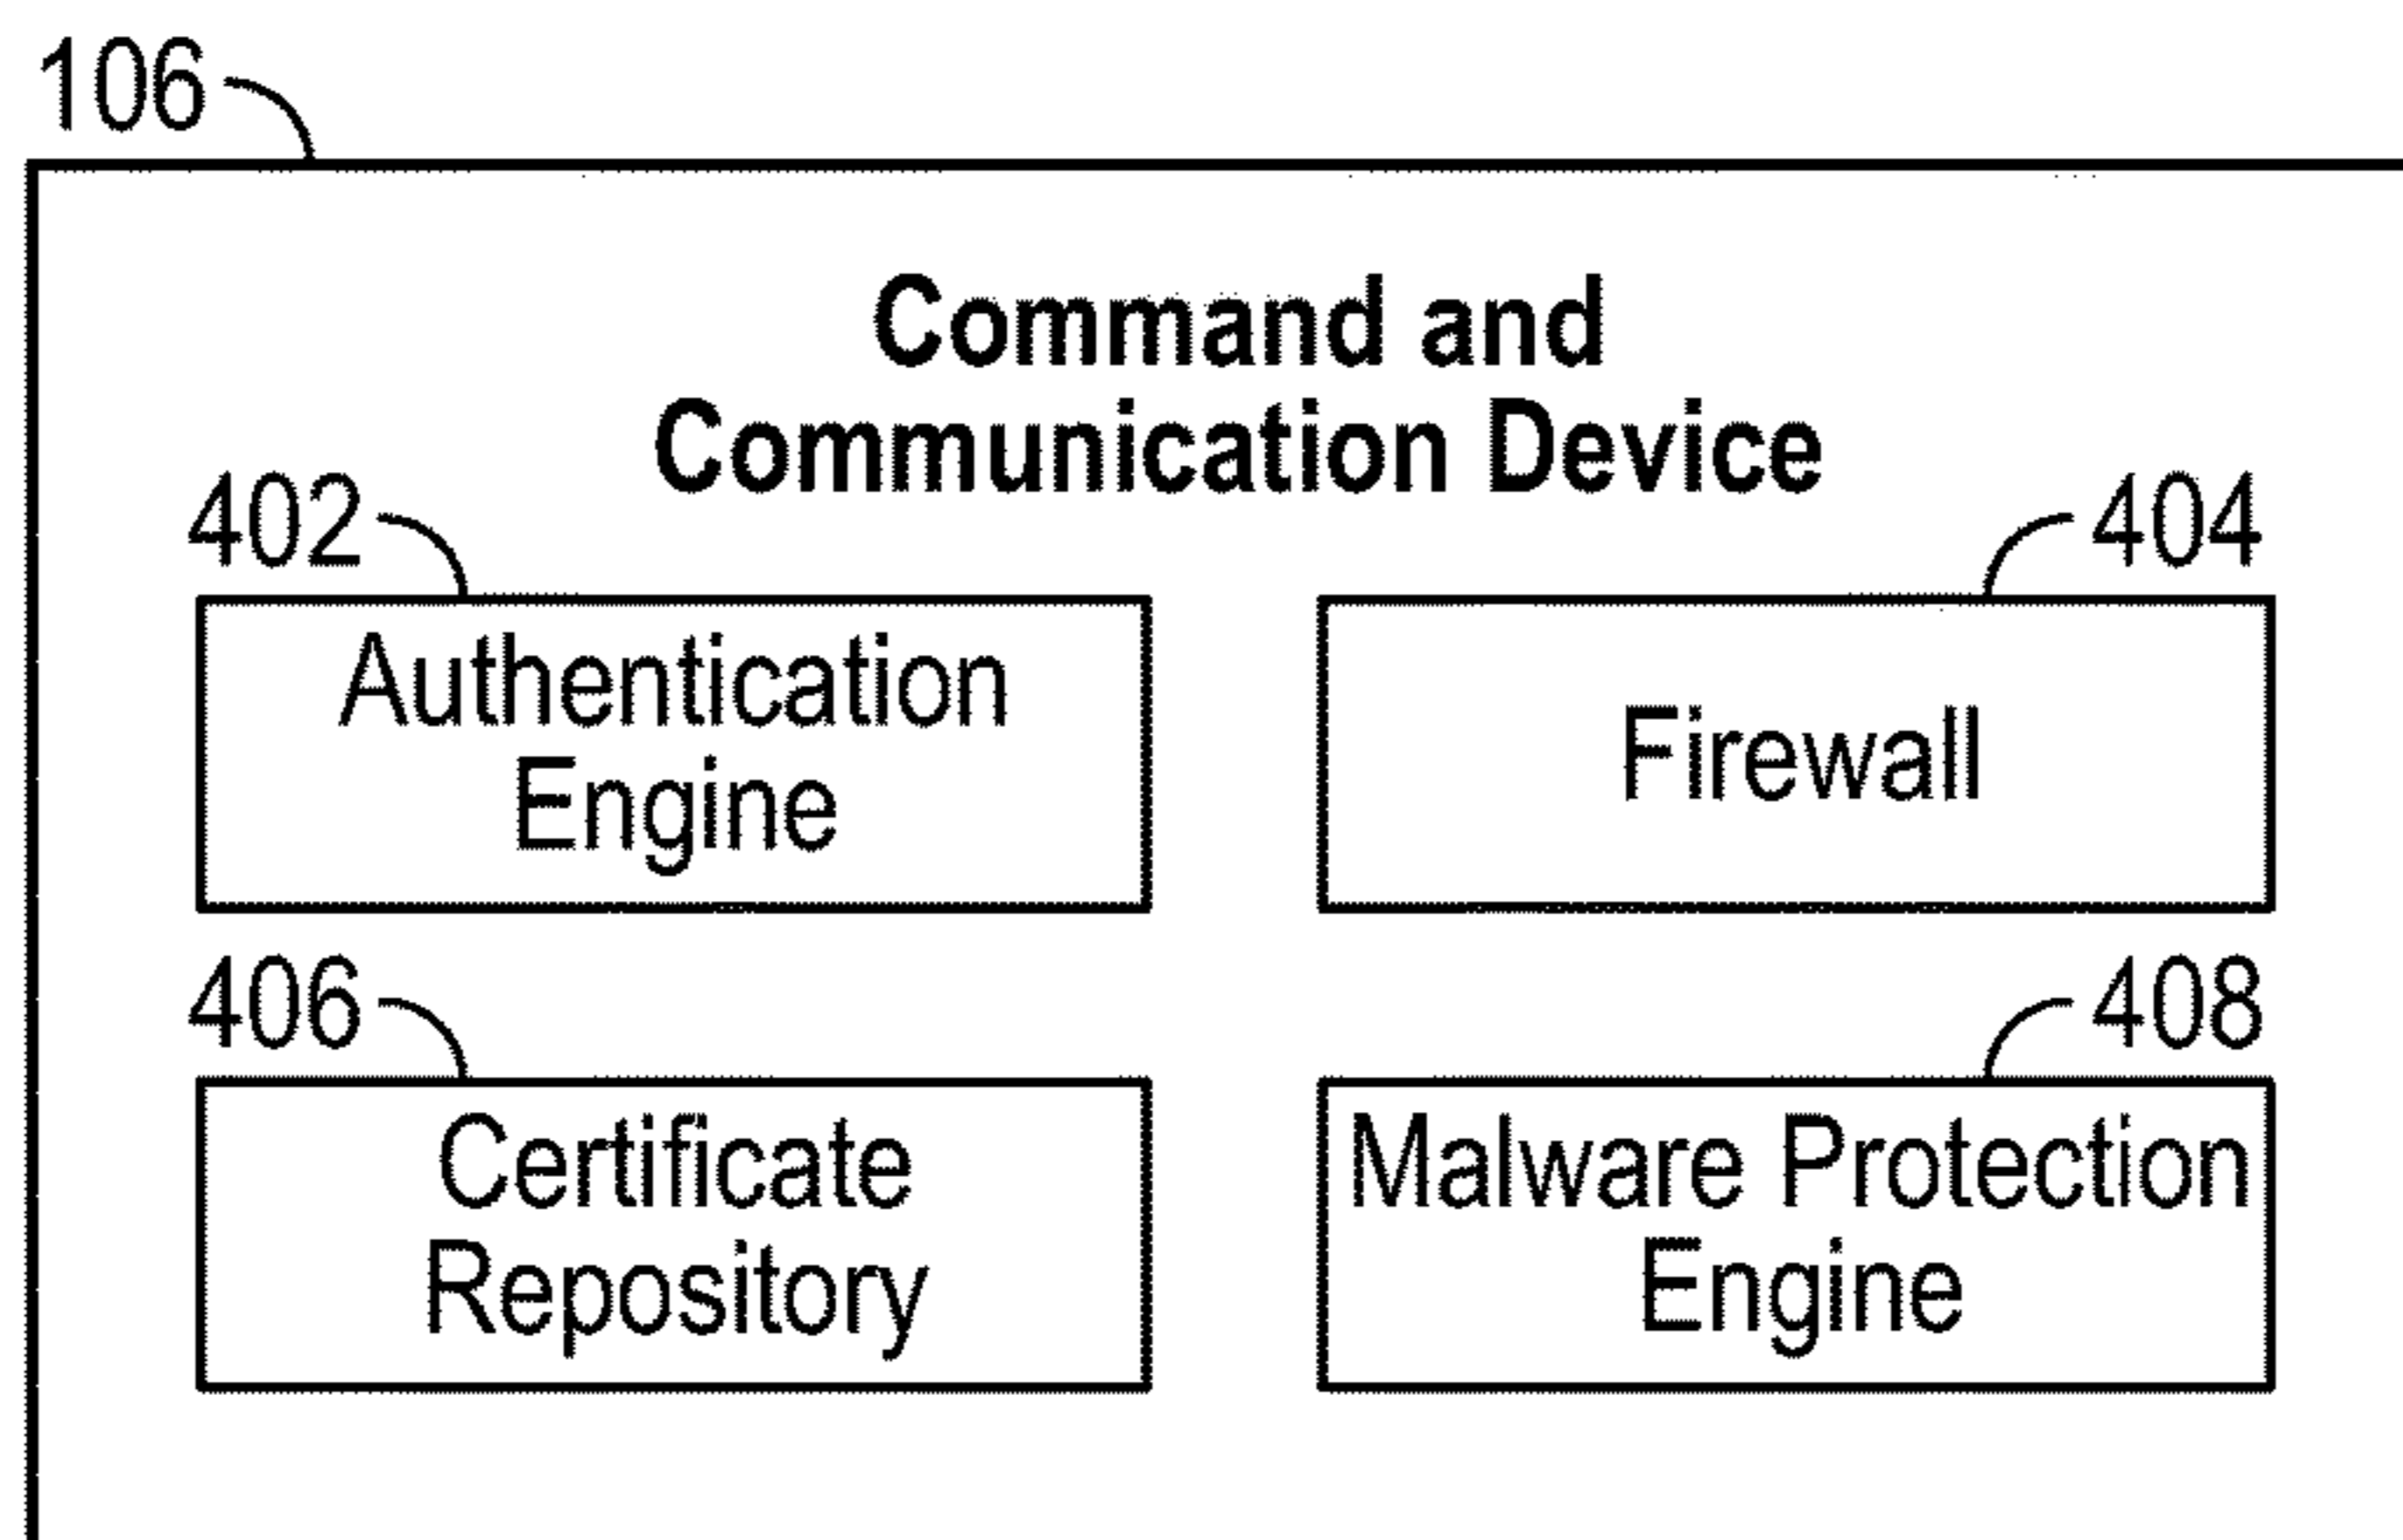 106
Command and
Communication Device
402
404
Authentication
Engine
Firewall
406
408
Certificate
Repository
Malware Protection
Engine